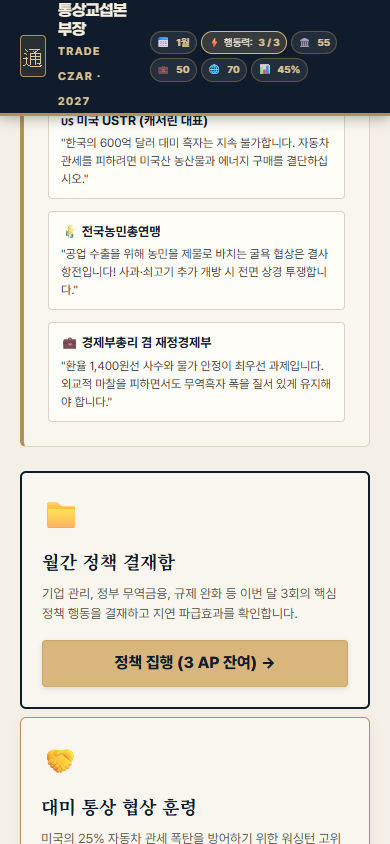 통상교섭본
부장
通
TRADE
CZAR ·
2027
1월
행동력: 3 / 3
55
50
70
45%
US 미국 USTR (캐서린 대표)
"한국의 600억 달러 대미 흑자는 지속 불가합니다. 자동차
관세를 피하려면 미국산 농산물과 에너지 구매를 결단하십
시오."
전국농민총연맹
"공업 수출을 위해 농민을 제물로 바치는 굴욕 협상은 결사
항전입니다! 사과·쇠고기 추가 개방 시 전면 상경 투쟁합니
다."
경제부총리 겸 재정경제부
"환율 1,400원선 사수와 물가 안정이 최우선 과제입니다.
외교적 마찰을 피하면서도 무역흑자 폭을 질서 있게 유지해
야 합니다."
월간 정책 결재함
기업 관리, 정부 무역금융, 규제 완화 등 이번 달 3회의 핵심
정책 행동을 결재하고 지연 파급효과를 확인합니다.
정책 집행 (3 AP 잔여) →
대미 통상 협상 훈령
미국의 25% 자동차 관세 폭탄을 방어하기 위한 워싱턴 고위